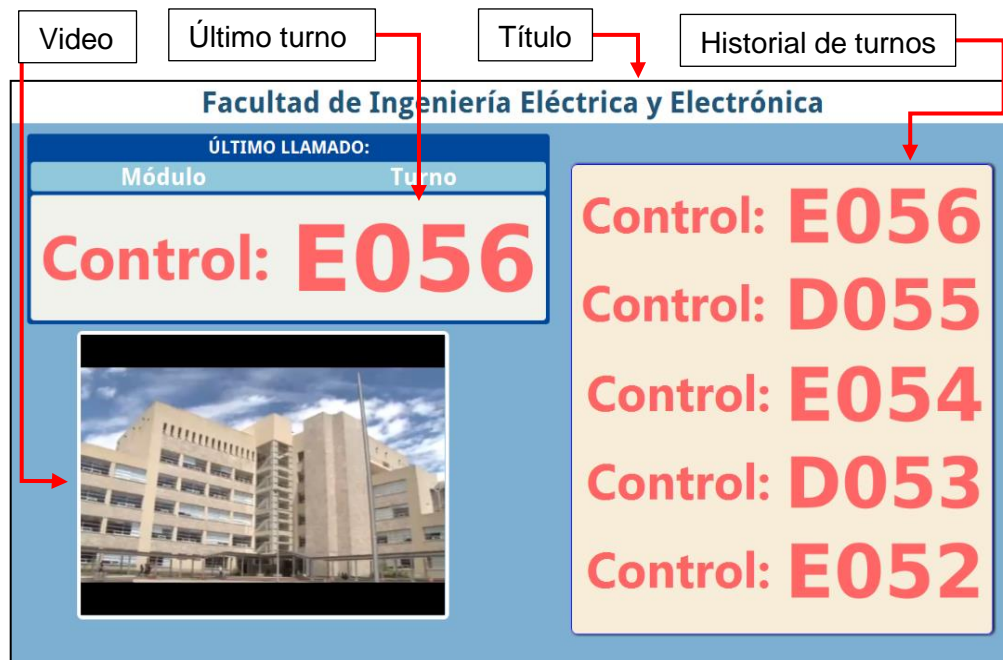 Video
Último turno
Título
Historial de turnos
Facultad de Ingeniería Eléctrica y Electrónica
ÚLTIMO LLAMADO:
Módulo Turno
Control: E056
Control: E056
Control: D055
Control: E054
Control: D053
Control: E052